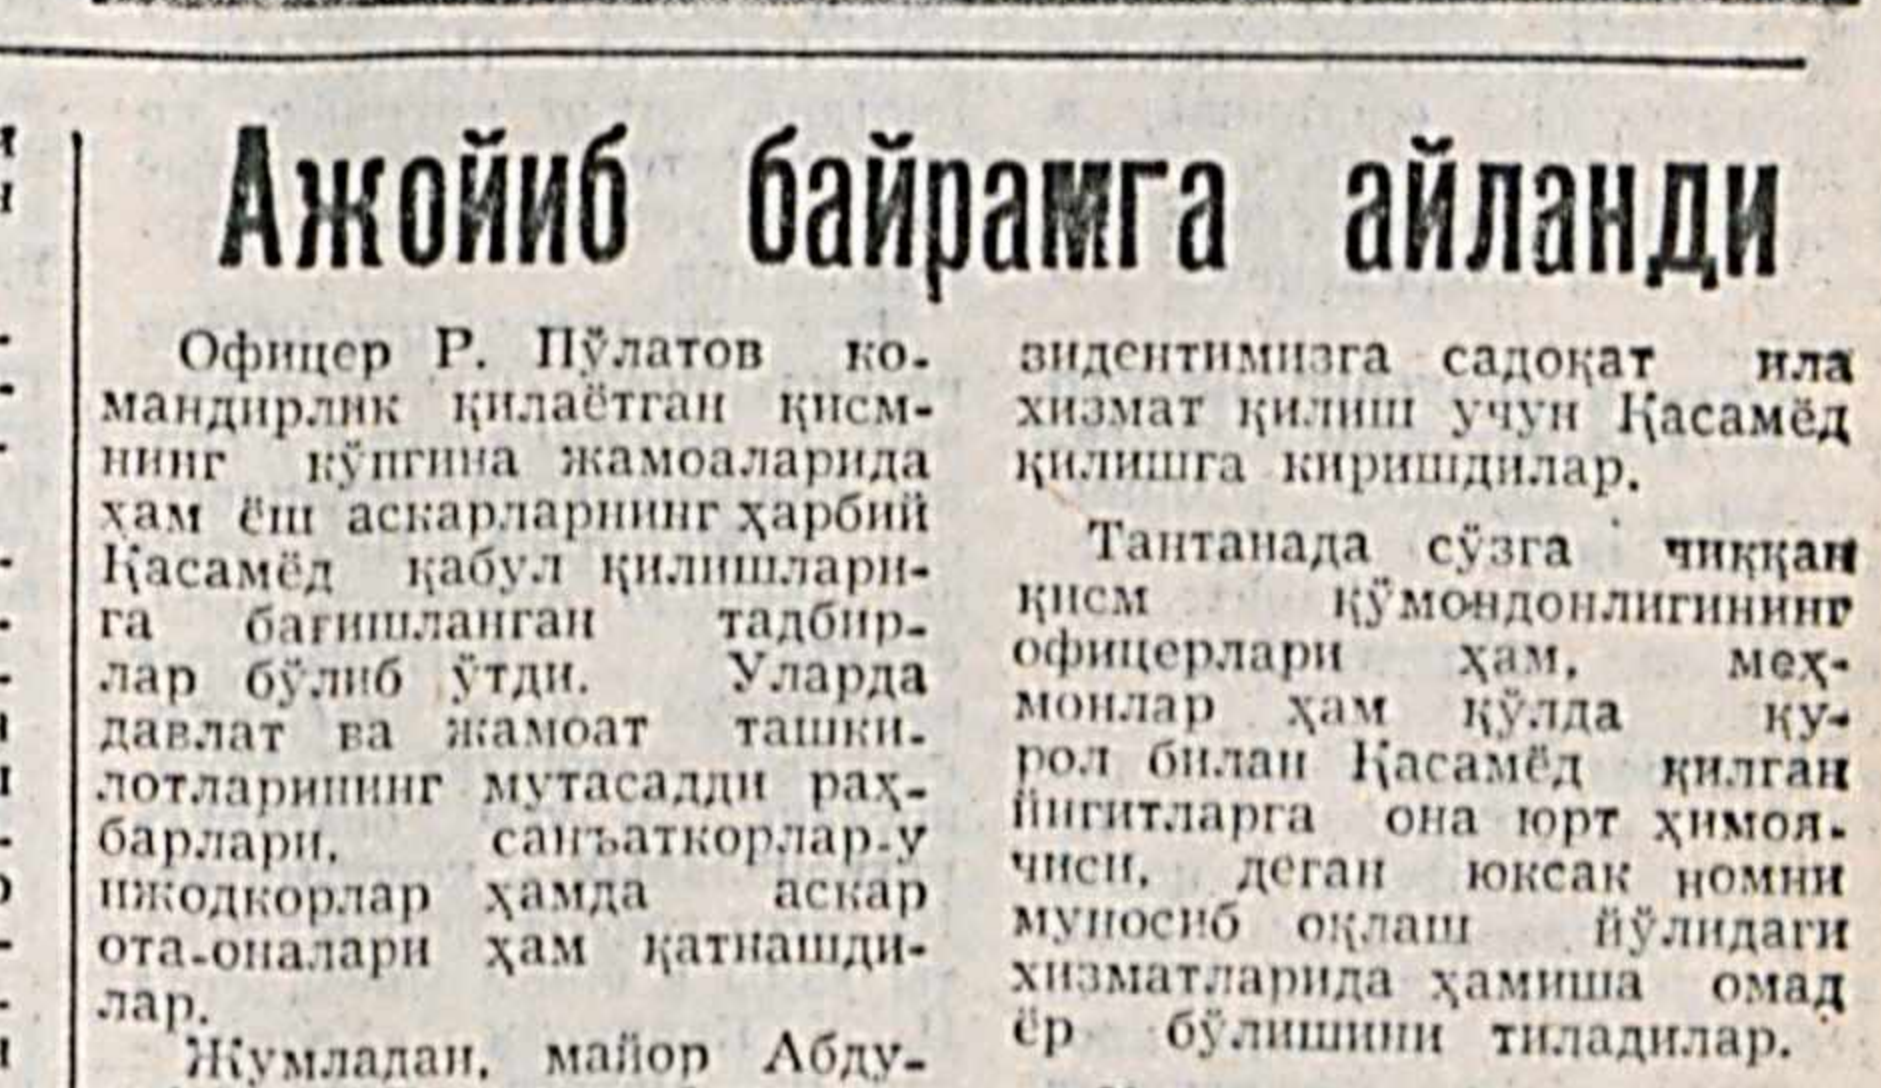 Ажойиб байрамга айланди
Офицер Р. Пўлатов ко-
мандирлик қилаётган қисм-
нинг кўпгина жамоаларида
ҳам ёш аскарларнинг ҳарбий
Қасамёд қабул қилишлари-
га бағишланган тадбир-
лар бўлиб ўтди. Уларда
давлат ва жамоат ташки-
лотларининг мутасадди раҳ-
барлари, санъаткорлар-у
ижодкорлар ҳамда аскар
ота-оналари ҳам қатнашди-
лар.
Жумладан, майор Абду-
зидентимизга садоқат ила
хизмат қилиш учун Қасамёд
қилишга киришдилар.
Тантанада сўзга чиққан
қисм қўмондонлигининг
офицерлари ҳам, меҳ-
монлар ҳам қўлда қу-
рол билан Қасамёд қилган
йигитларга она юрт ҳимоя-
чиси, деган юксак номни
муносиб оқлаш йўлидаги
хизматларида ҳамиша омад
ёр бўлишини тиладилар.